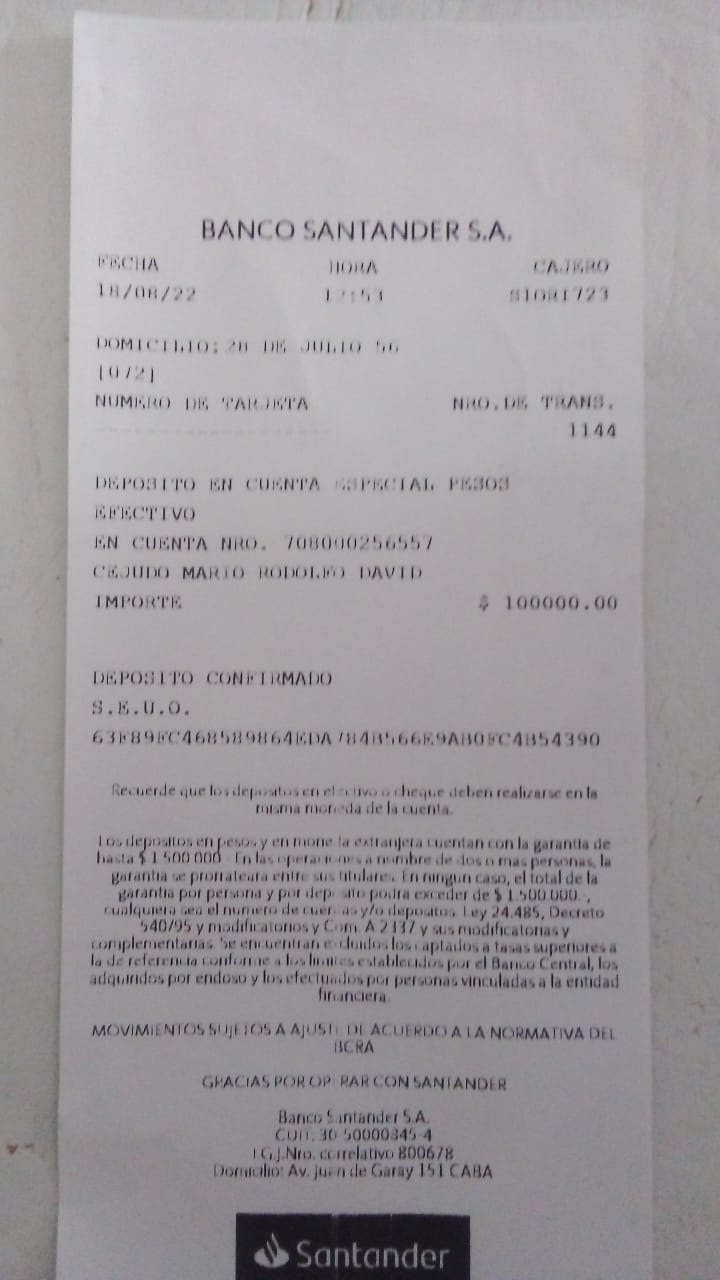 BANCO SANTANDER S.A.
FECHA HORA CAJERO
18/08/22 12:53 S1ORI723
DOMICILIO: 28 DE JULIO 56
[072]
NUMERO DE TARJETA NRO.DE TRANS.
1144
DEPOSITO EN CUENTA ESPECIAL PESOS
EFECTIVO
EN CUENTA NRO. 708000256557
CEJUDO MARIO RODOLFO DAVID
IMPORTE $ 100000.00
DEPOSITO CONFIRMADO
S.E.U.O.
63F89FC468589864EDA784B566E9AB0FC4B54390
Recuerde que los depositos en efectivo o cheque deben realizarse en la
misma moneda de la cuenta.
Los depositos en pesos y en moneda extranjera cuentan con la garantia de
hasta $ 1.500.000.- En las operaciones a nombre de dos o mas personas, la
garantia se prorrateara entre sus titulares. En ningun caso, el total de la
garantia por persona y por deposito podra exceder de $ 1.500.000.-,
cualquiera sea el numero de cuentas y/o depositos. Ley 24.485, Decreto
540/95 y modificatorios y Com. A 2337 y sus modificatorias y
complementarias. Se encuentran excluidos los captados a tasas superiores a
la de referencia conforme a los limites establecidos por el Banco Central, los
adquiridos por endoso y los efectuados por personas vinculadas a la entidad
financiera.
MOVIMIENTOS SUJETOS A AJUSTE DE ACUERDO A LA NORMATIVA DEL
BCRA
GRACIAS POR OPERAR CON SANTANDER
Banco Santander S.A.
CUIT: 30-50000845-4
I.G.J.Nro. correlativo 800678
Domicilio: Av. juan de Garay 151 CABA
Santander